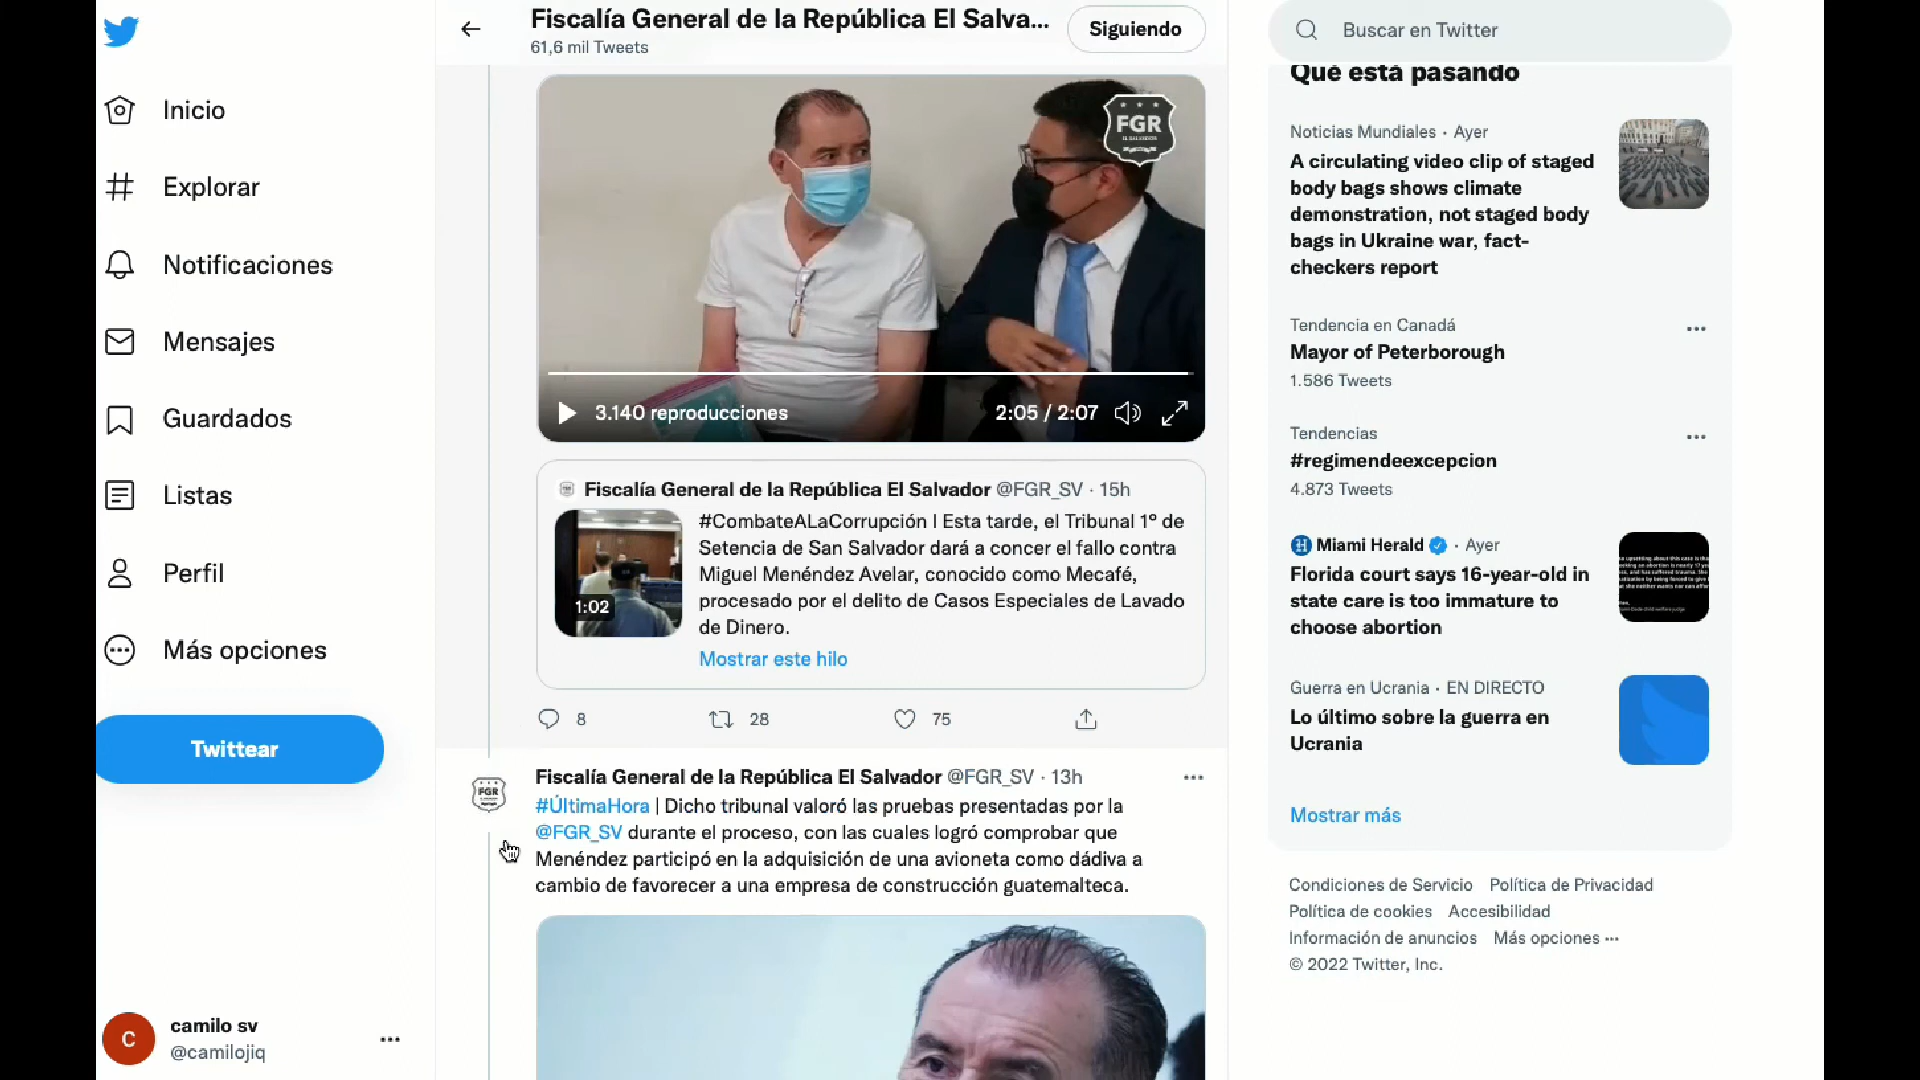 Inicio
Explorar
Notificaciones
Mensajes
Guardados
Listas
Perfil
Más opciones
Twittear
camilo sv
@camilojiq
Fiscalía General de la República El Salva...
61,6 mil Tweets
Siguiendo
FGR
EL SALVADOR
3.140 reproducciones
2:05 / 2:07
Fiscalía General de la República El Salvador @FGR_SV · 15h
#CombateALaCorrupción l Esta tarde, el Tribunal 1° de
Setencia de San Salvador dará a concer el fallo contra
Miguel Menéndez Avelar, conocido como Mecafé,
procesado por el delito de Casos Especiales de Lavado
de Dinero.
1:02
Mostrar este hilo
8
28
75
Fiscalía General de la República El Salvador @FGR_SV · 13h
FGR
#ÚltimaHora | Dicho tribunal valoró las pruebas presentadas por la
@FGR_SV durante el proceso, con las cuales logró comprobar que
Menéndez participó en la adquisición de una avioneta como dádiva a
cambio de favorecer a una empresa de construcción guatemalteca.
Buscar en Twitter
Qué está pasando
Noticias Mundiales · Ayer
A circulating video clip of staged
body bags shows climate
demonstration, not staged body
bags in Ukraine war, fact-
checkers report
Tendencia en Canadá
Mayor of Peterborough
1.586 Tweets
Tendencias
#regimendeexcepcion
4.873 Tweets
Miami Herald · Ayer
Florida court says 16-year-old in
state care is too immature to
choose abortion
Guerra en Ucrania · EN DIRECTO
Lo último sobre la guerra en
Ucrania
Mostrar más
Condiciones de Servicio Política de Privacidad
Política de cookies Accesibilidad
Información de anuncios Más opciones ···
© 2022 Twitter, Inc.